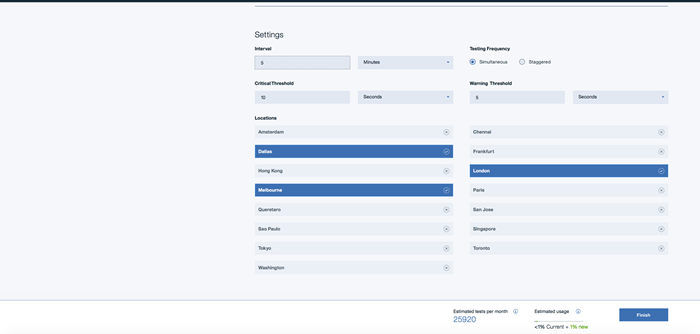 Settings
Interval
Testing Frequency
5
Minutes
Simultaneous
Staggered
Critical Threshold
Warning Threshold
10
Seconds
5
Seconds
Locations
Amsterdam
Chennai
Dallas
Frankfurt
Hong Kong
London
Melbourne
Paris
Queretaro
San Jose
Sao Paulo
Singapore
Tokyo
Toronto
Washington
Estimated tests per month
25920
Estimated usage
<1% Current + 1% new
Finish